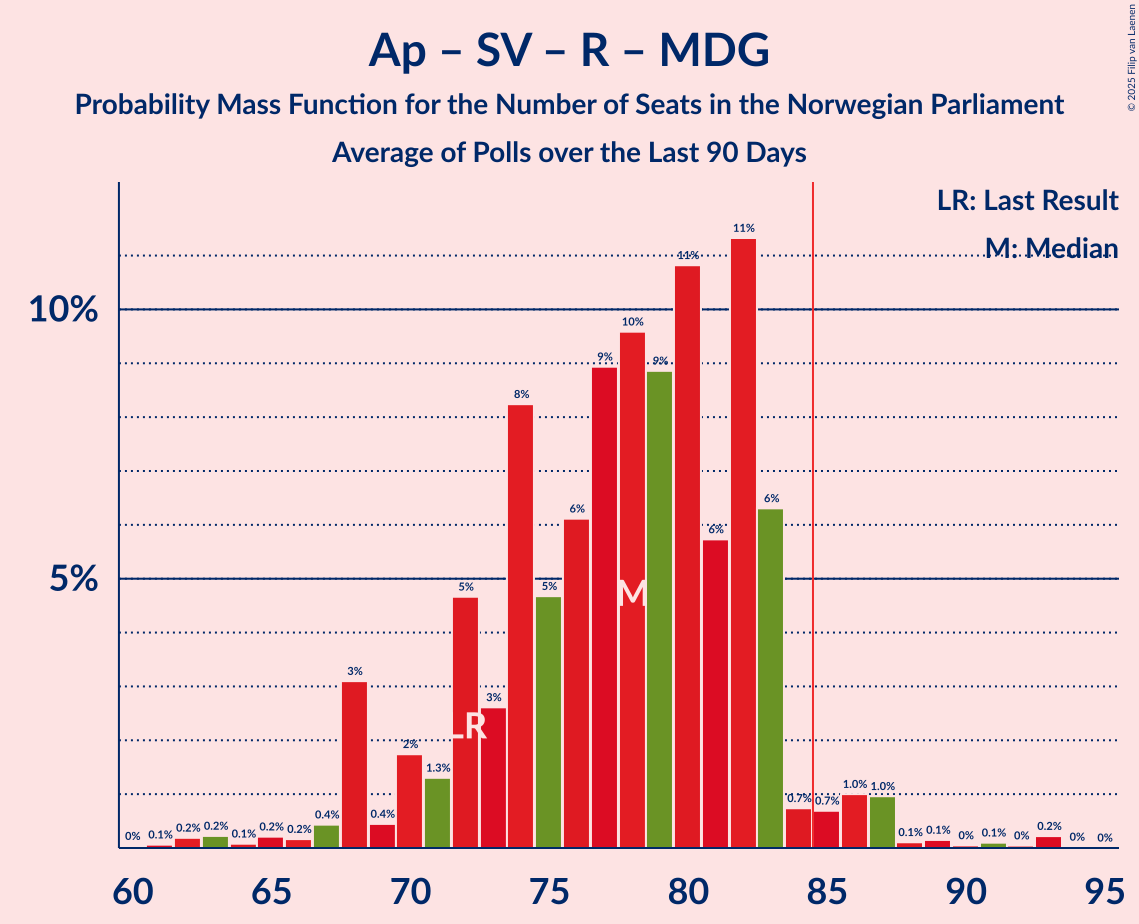 Ap – SV – R – MDG
Probability Mass Function for the Number of Seats in the Norwegian Parliament
Average of Polls over the Last 90 Days
© 2025 Filip van Laenen
LR: Last Result
M: Median
10%
5%
0% 0.1% 0.2% 0.2% 0.1% 0.2% 0.2% 0.4% 3% 0.4% 2% 1.3% 5% 3% 8% 5% 6% 9% 10% 9% 11% 6% 11% 6% 0.7% 0.7% 1.0% 1.0% 0.1% 0.1% 0% 0.1% 0% 0.2% 0% 0%
LR
M
60 65 70 75 80 85 90 95